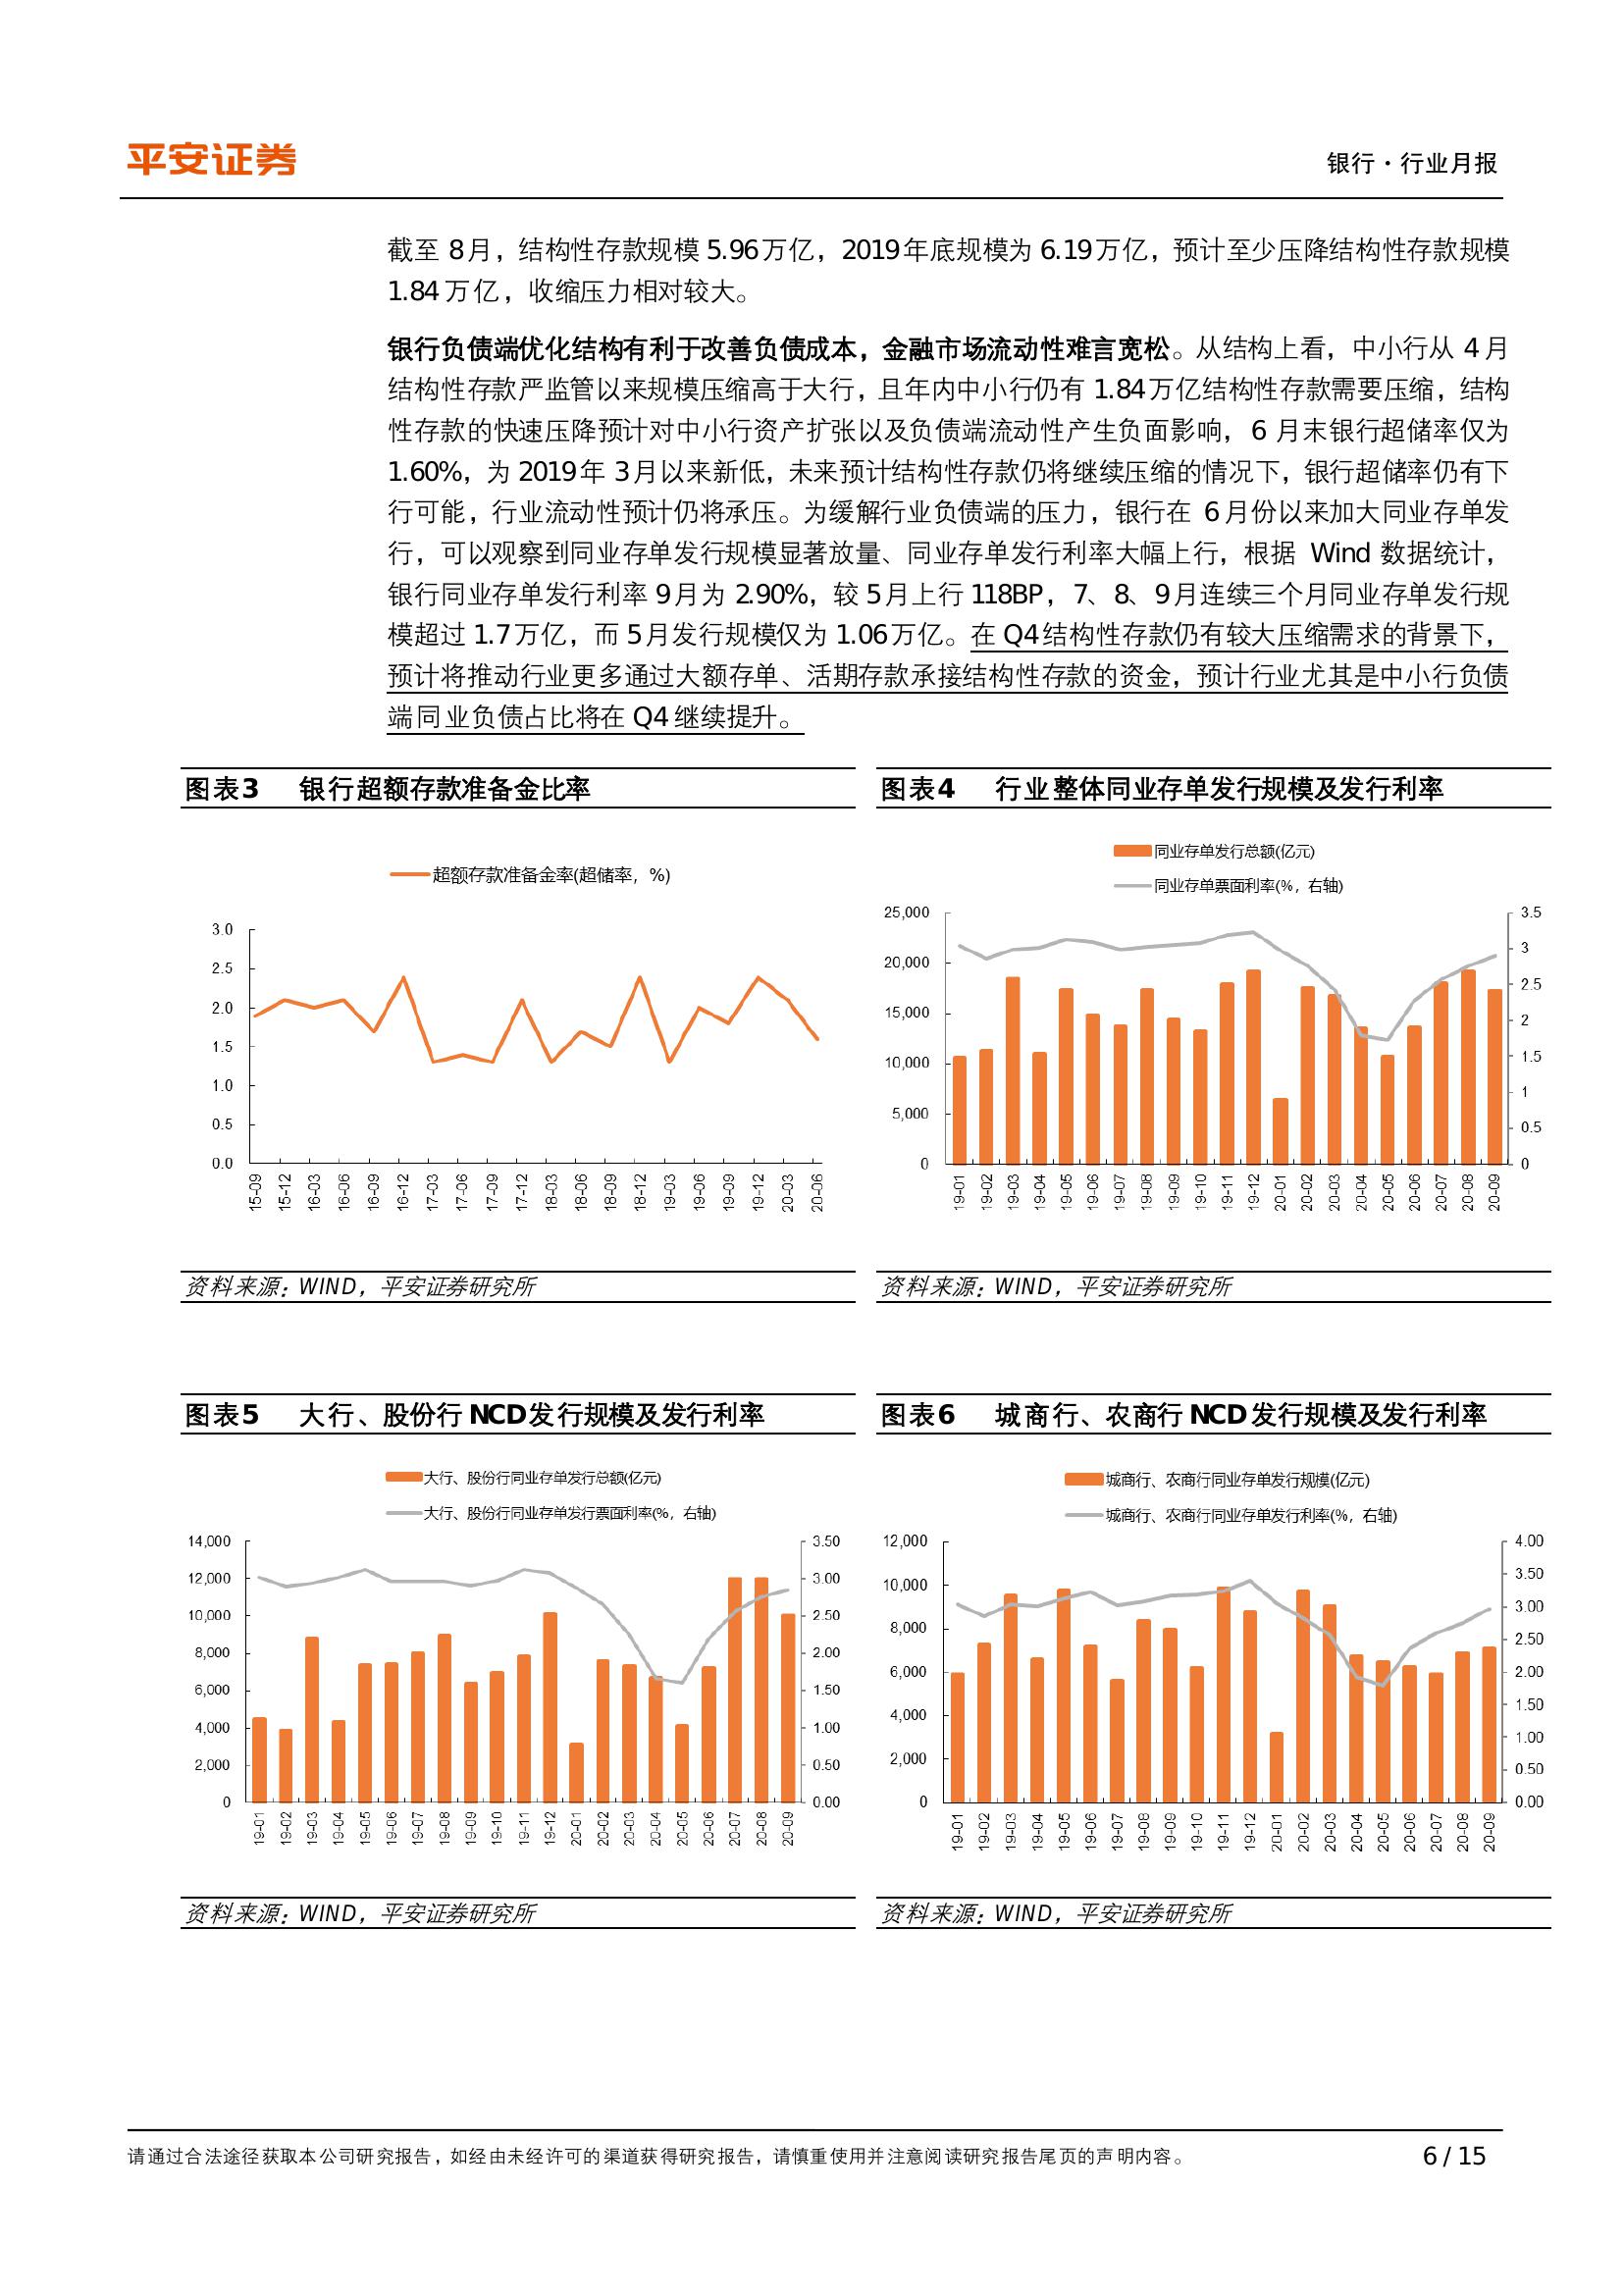 平安证券
银行·行业月报
截至 8月，结构性存款规模 5.96万亿，2019年底规模为 6.19万亿，预计至少压降结构性存款规模
1.84 万亿，收缩压力相对较大。
银行负债端优化结构有利于改善负债成本，金融市场流动性难言宽松。从结构上看，中小行从 4 月
结构性存款严监管以来规模压缩高于大行，且年内中小行仍有 1.84万亿结构性存款需要压缩，结构
性存款的快速压降预计对中小行资产扩张以及负债端流动性产生负面影响，6 月末银行超储率仅为
1.60%，为 2019年 3月以来新低，未来预计结构性存款仍将继续压缩的情况下，银行超储率仍有下
行可能，行业流动性预计仍将承压。为缓解行业负债端的压力，银行在 6月份以来加大同业存单发
行，可以观察到同业存单发行规模显著放量、同业存单发行利率大幅上行，根据 Wind 数据统计，
银行同业存单发行利率 9月为 2.90%，较 5月上行 118BP，7、8、9月连续三个月同业存单发行规
模超过 1.7万亿，而 5月发行规模仅为 1.06万亿。在 Q4结构性存款仍有较大压缩需求的背景下，
预计将推动行业更多通过大额存单、活期存款承接结构性存款的资金，预计行业尤其是中小行负债
端同业负债占比将在 Q4 继续提升。
图表3 银行超额存款准备金比率
超额存款准备金率(超储率，%)
3.0
2.5
2.0
1.5
1.0
0.5
0.0
15-09 15-12 16-03 16-06 16-09 16-12 17-03 17-06 17-09 17-12 18-03 18-06 18-09 18-12 19-03 19-06 19-09 19-12 20-03 20-06
资料来源：WIND，平安证券研究所
图表4 行业整体同业存单发行规模及发行利率
同业存单发行总额(亿元)
同业存单票面利率(%，右轴)
25,000 3.5
20,000 3
15,000 2.5
10,000 2
5,000 1.5
0 1
0.5
0
19-01 19-02 19-03 19-04 19-05 19-06 19-07 19-08 19-09 19-10 19-11 19-12 20-01 20-02 20-03 20-04 20-05 20-06 20-07 20-08 20-09
资料来源：WIND，平安证券研究所
图表5 大行、股份行 NCD发行规模及发行利率
大行、股份行同业存单发行总额(亿元)
大行、股份行同业存单发行票面利率(%，右轴)
14,000 3.50
12,000 3.00
10,000 2.50
8,000 2.00
6,000 1.50
4,000 1.00
2,000 0.50
0 0.00
19-01 19-02 19-03 19-04 19-05 19-06 19-07 19-08 19-09 19-10 19-11 19-12 20-01 20-02 20-03 20-04 20-05 20-06 20-07 20-08 20-09
资料来源：WIND，平安证券研究所
图表6 城商行、农商行 NCD发行规模及发行利率
城商行、农商行同业存单发行规模(亿元)
城商行、农商行同业存单发行利率(%，右轴)
12,000 4.00
10,000 3.50
8,000 3.00
6,000 2.50
4,000 2.00
2,000 1.50
0 1.00
0.50
0.00
19-01 19-02 19-03 19-04 19-05 19-06 19-07 19-08 19-09 19-10 19-11 19-12 20-01 20-02 20-03 20-04 20-05 20-06 20-07 20-08 20-09
资料来源：WIND，平安证券研究所
请通过合法途径获取本公司研究报告，如经由未经许可的渠道获得研究报告，请慎重使用并注意阅读研究报告尾页的声明内容。
6 / 15